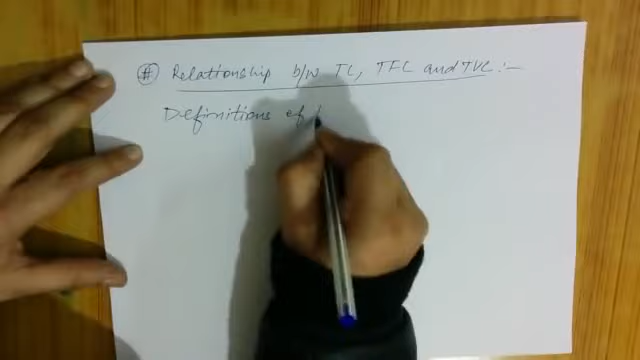 # Relationship b/w TC, TFC and TVC :-
Definitions of